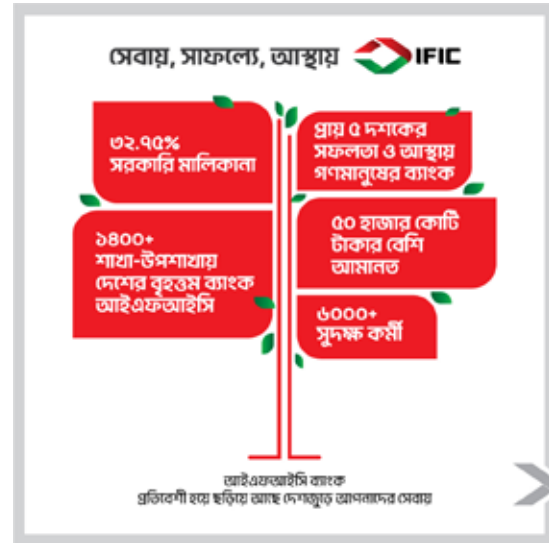 সেবায়, সাফল্যে, আস্থায়
IFIC
৩২.৭৫%
সরকারি মালিকানা
১৪০০+
শাখা-উপশাখায়
দেশের বৃহত্তম ব্যাংক
আইএফআইসি
প্রায় ৫ দশকের
সফলতা ও আস্থায়
গণমানুষের ব্যাংক
৫০ হাজার কোটি
টাকার বেশি
আমানত
৬০০০+
সুদক্ষ কর্মী
আইএফআইসি ব্যাংক
প্রতিবেশী হয়ে ছড়িয়ে আছে দেশজুড়ে আপনাদের সেবায়